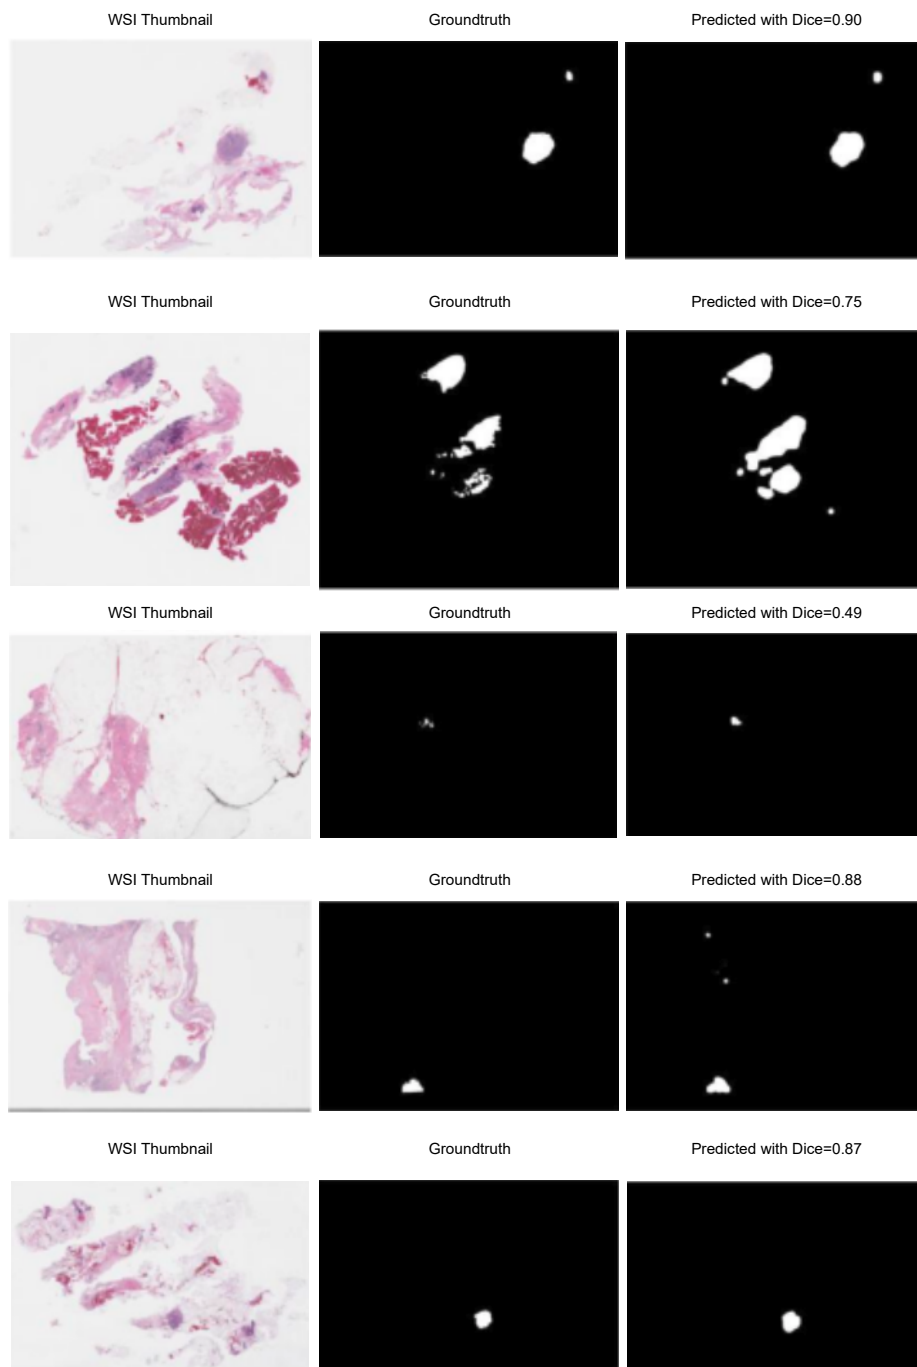 WSI Thumbnail Groundtruth Predicted with Dice=0.90
WSI Thumbnail Groundtruth Predicted with Dice=0.75
WSI Thumbnail Groundtruth Predicted with Dice=0.49
WSI Thumbnail Groundtruth Predicted with Dice=0.88
WSI Thumbnail Groundtruth Predicted with Dice=0.87